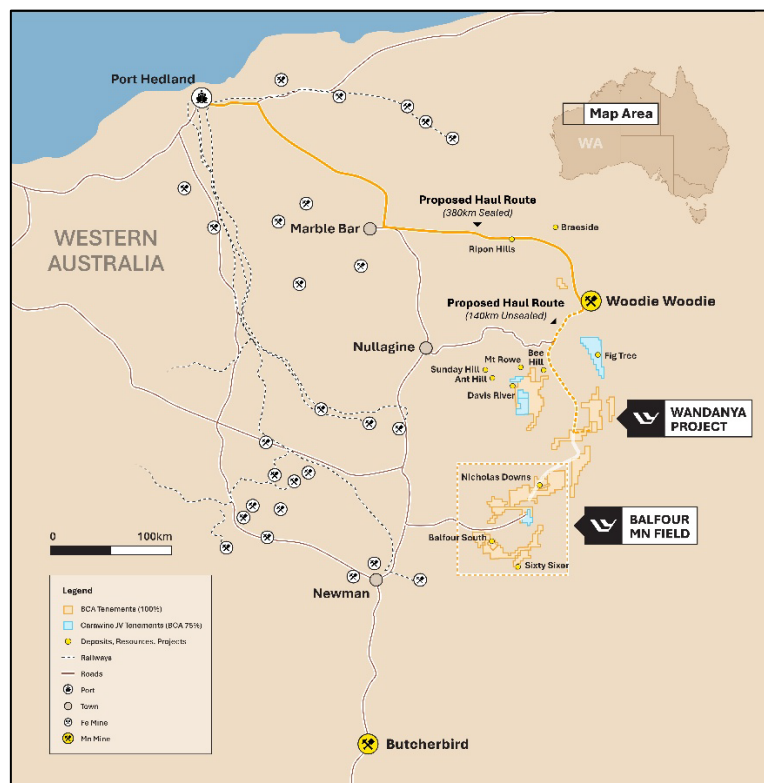 Port Hedland
Map Area
WA
Proposed Haul Route
(380km Sealed)
Braeside
Marble Bar
Ripon Hills
WESTERN
AUSTRALIA
Proposed Haul Route
(140km Unsealed)
Woodie Woodie
Nullagine
Bee
Hill
Mt Rowe
Fig Tree
Sunday Hill
Ant Hill
Davis River
WANDANYA
PROJECT
Nicholas Downs
0
100km
BALFOUR
MN FIELD
Balfour South
Sixty Sixer
Newman
Legend
BCA Tenements (100%)
Carawine JV Tenements (BCA 75%)
Deposits, Resources, Projects
Railways
Roads
Port
Town
Fe Mine
Mn Mine
Butcherbird